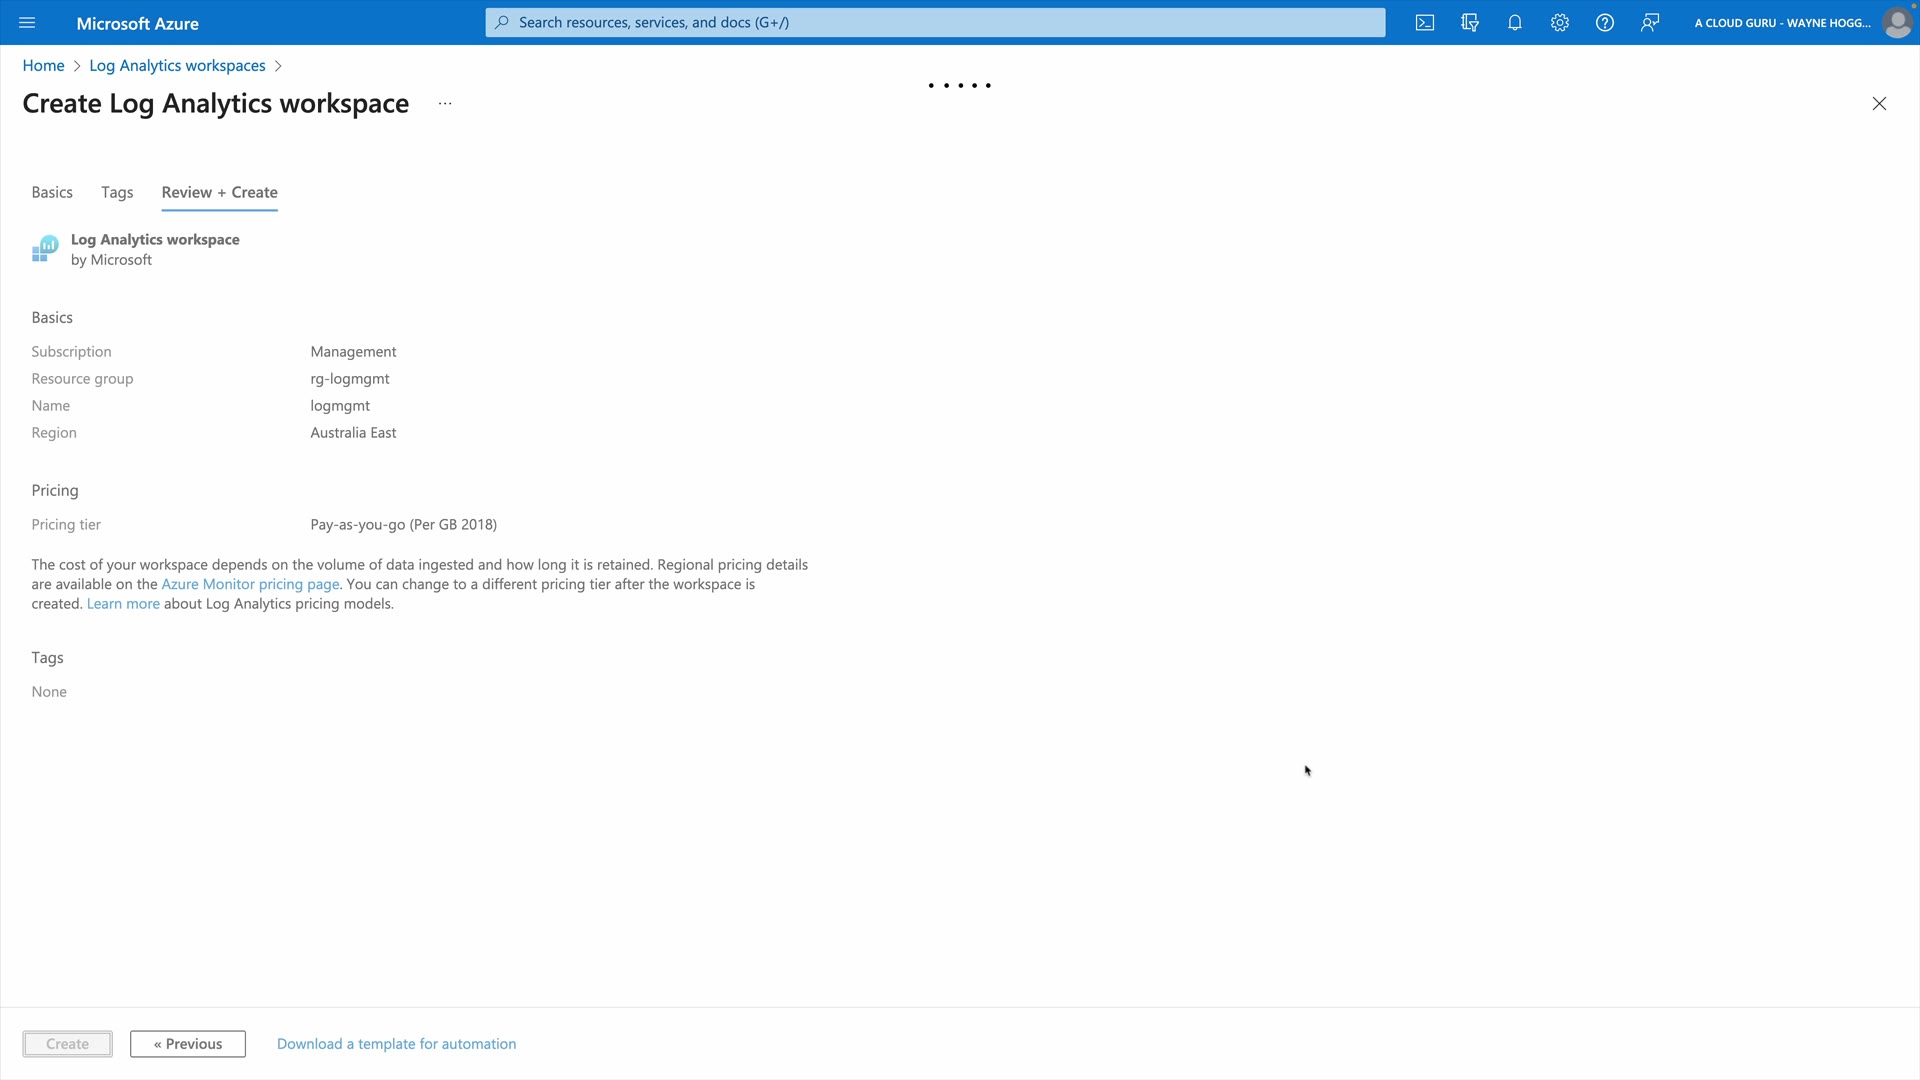 Microsoft Azure
Search resources, services, and docs (G+/)
A CLOUD GURU - WAYNE HOGG...
Home > Log Analytics workspaces >
Create Log Analytics workspace ...
Basics Tags Review + Create
Log Analytics workspace
by Microsoft
Basics
Subscription Management
Resource group rg-logmgmt
Name logmgmt
Region Australia East
Pricing
Pricing tier Pay-as-you-go (Per GB 2018)
The cost of your workspace depends on the volume of data ingested and how long it is retained. Regional pricing details
are available on the Azure Monitor pricing page. You can change to a different pricing tier after the workspace is
created. Learn more about Log Analytics pricing models.
Tags
None
Create « Previous Download a template for automation